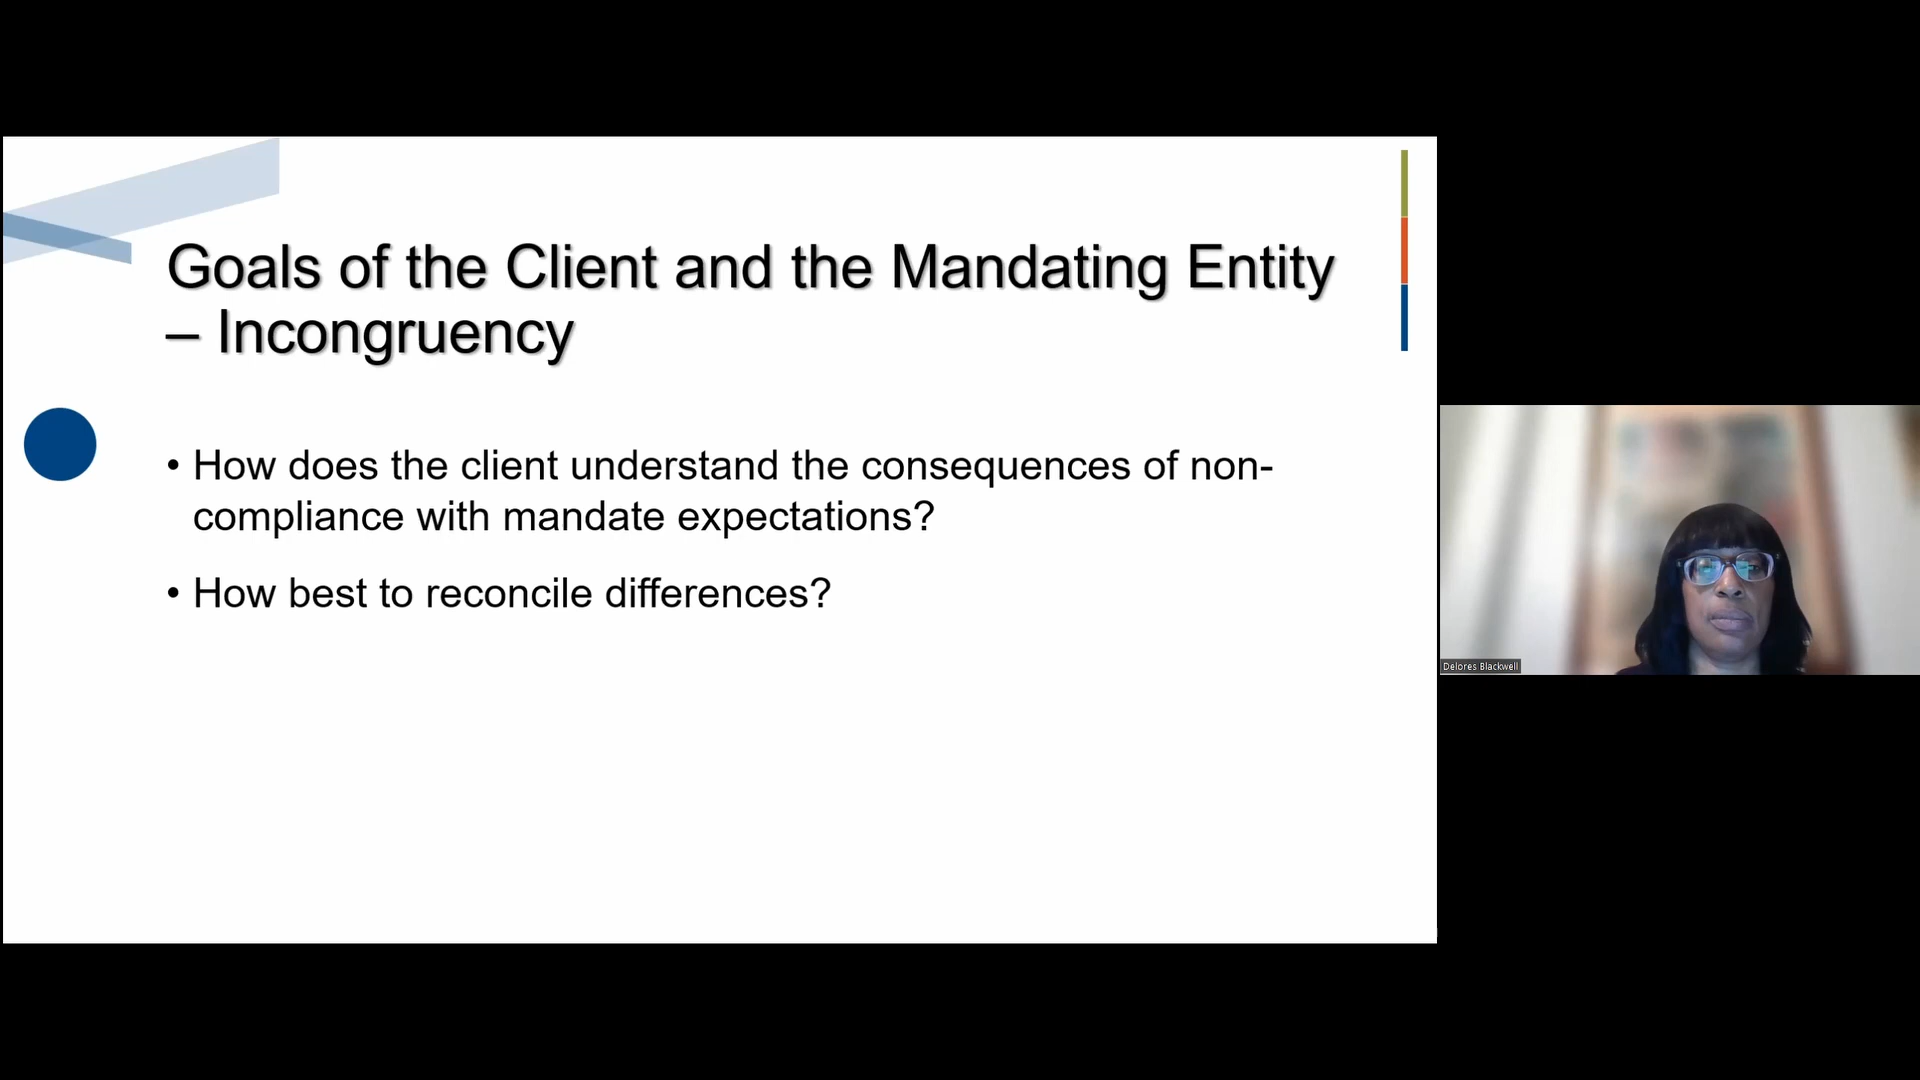 Goals of the Client and the Mandating Entity
– Incongruency
• How does the client understand the consequences of non-
compliance with mandate expectations?
• How best to reconcile differences?
Delores Blackwell